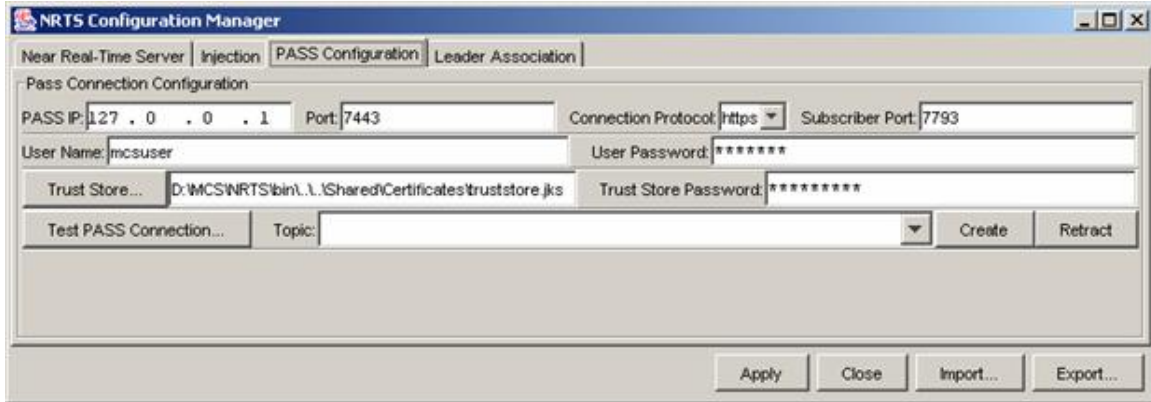 NRTS Configuration Manager
Near Real-Time Server Injection PASS Configuration Leader Association
Pass Connection Configuration
PASS IP: 127 . 0 . 0 . 1 Port: 7443 Connection Protocol: https Subscriber Port: 7793
User Name: mcsuser User Password: *******
Trust Store... D:\MCS\NRTS\bin\..\..\Shared\Certificates\truststore.jks Trust Store Password: *********
Test PASS Connection... Topic: Create Retract
Apply Close Import... Export...